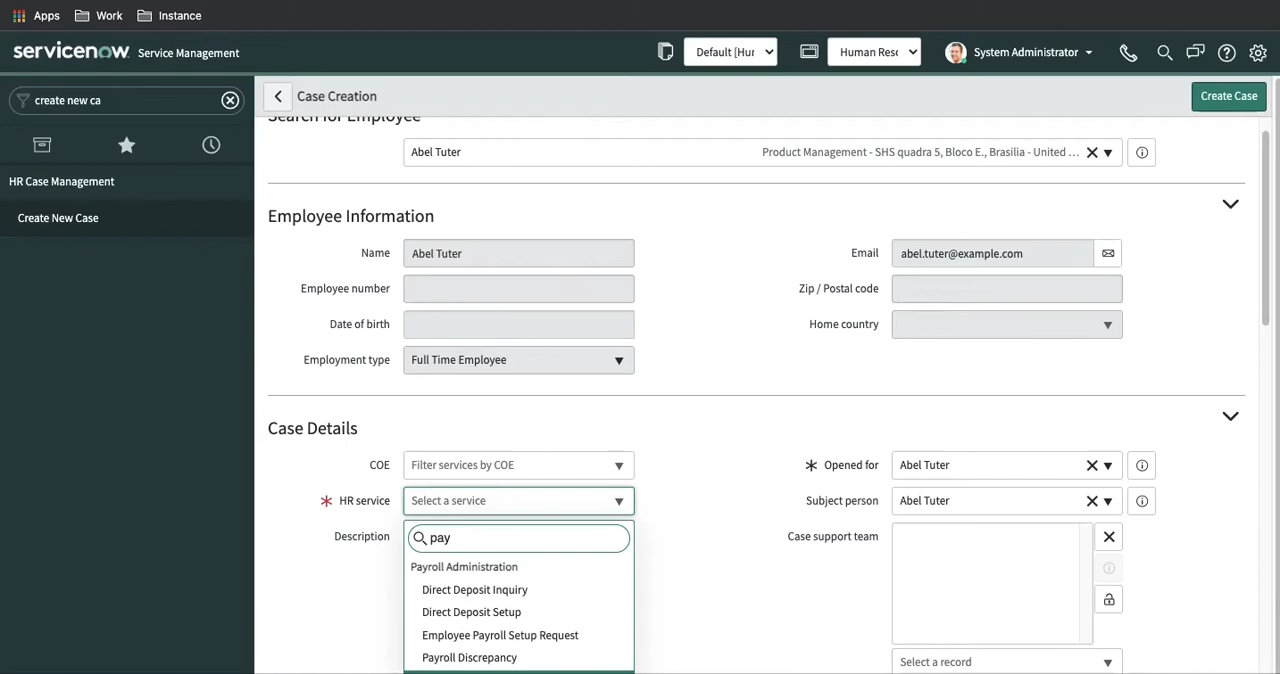 Apps Work Instance
servicenow Service Management Default [Hur Human Resc System Administrator
create new ca
HR Case Management
Create New Case
Case Creation Create Case
Search for Employee
Abel Tuter Product Management - SHS quadra 5, Bloco E., Brasilia - United ...
Employee Information
Name Abel Tuter Email abel.tuter@example.com
Employee number Zip / Postal code
Date of birth Home country
Employment type Full Time Employee
Case Details
COE Filter services by COE Opened for Abel Tuter
HR service Select a service Subject person Abel Tuter
Description Case support team
pay
Payroll Administration
Direct Deposit Inquiry
Direct Deposit Setup
Employee Payroll Setup Request
Payroll Discrepancy
Select a record